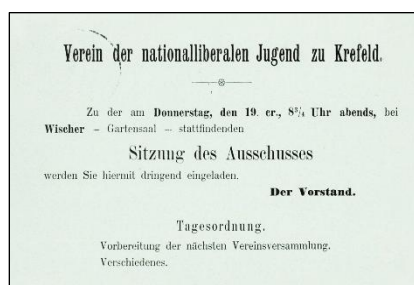 Verein der nationalliberalen Jugend zu Krefeld.
Zu der am Donnerstag, den 19. cr., 8³/₄ Uhr abends, bei
Wischer – Gartensaal – stattfindenden
Sitzung des Ausschusses
werden Sie hiermit dringend eingeladen.
Der Vorstand.
Tagesordnung.
Vorbereitung der nächsten Vereinsversammlung.
Verschiedenes.